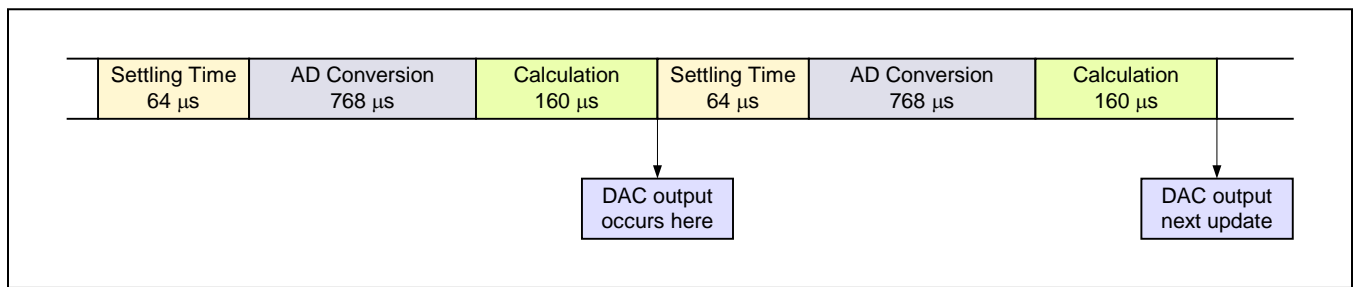 Settling Time
64 μs
AD Conversion
768 μs
Calculation
160 μs
Settling Time
64 μs
AD Conversion
768 μs
Calculation
160 μs
DAC output
occurs here
DAC output
next update